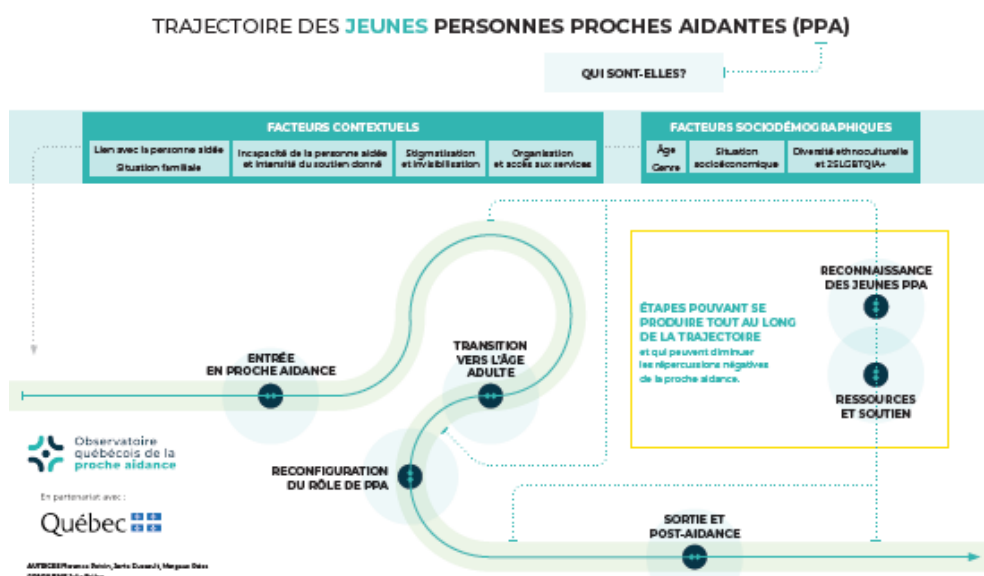 TRAJECTOIRE DES JEUNES PERSONNES PROCHES AIDANTES (PPA)
QUI SONT-ELLES?
FACTEURS CONTEXTUELS
Lien avec la personne aidée
Situation familiale
Incapacité de la personne aidée
et intensité du soutien donné
Stigmatisation
et invisibilisation
Organisation
et accès aux services
FACTEURS SOCIODÉMOGRAPHIQUES
Âge
Genre
Situation
socioéconomique
Diversité ethnoculturelle
et 2SLGBTQIA+
RECONNAISSANCE
DES JEUNES PPA
ÉTAPES POUVANT SE
PRODUIRE TOUT AU LONG
DE LA TRAJECTOIRE
et qui peuvent diminuer
les répercussions négatives
de la proche aidance.
RESSOURCES
ET SOUTIEN
ENTRÉE
EN PROCHE AIDANCE
TRANSITION
VERS L'ÂGE
ADULTE
RECONFIGURATION
DU RÔLE DE PPA
SORTIE ET
POST-AIDANCE
Observatoire
québécois de la
proche aidance
En partenariat avec :
Québec